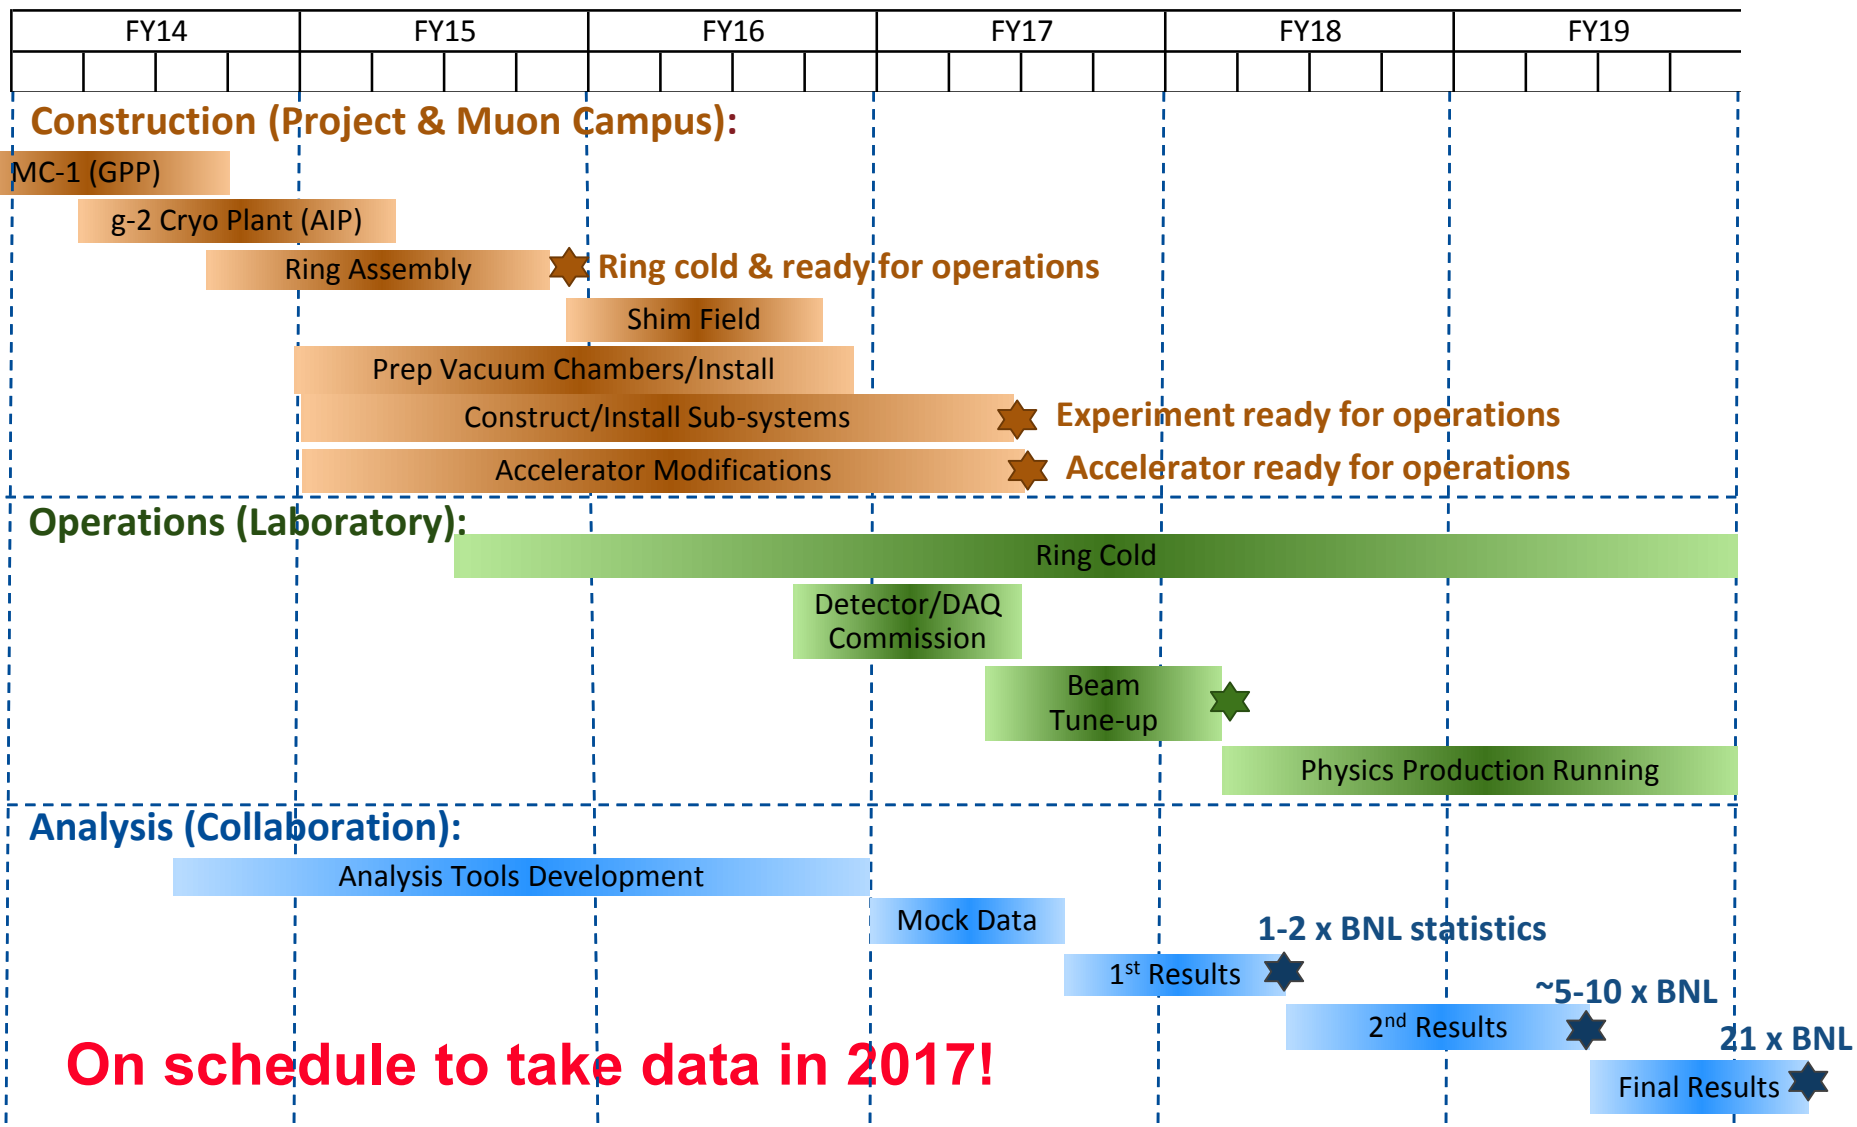 FY14 FY15 FY16 FY17 FY18 FY19
Construction (Project & Muon Campus):
MC-1 (GPP)
g-2 Cryo Plant (AIP)
Ring Assembly
Ring cold & ready for operations
Shim Field
Prep Vacuum Chambers/Install
Construct/Install Sub-systems
Experiment ready for operations
Accelerator Modifications
Accelerator ready for operations
Operations (Laboratory):
Ring Cold
Detector/DAQ
Commission
Beam
Tune-up
Physics Production Running
Analysis (Collaboration):
Analysis Tools Development
Mock Data
1-2 x BNL statistics
1st Results
~5-10 x BNL
2nd Results
21 x BNL
Final Results
On schedule to take data in 2017!